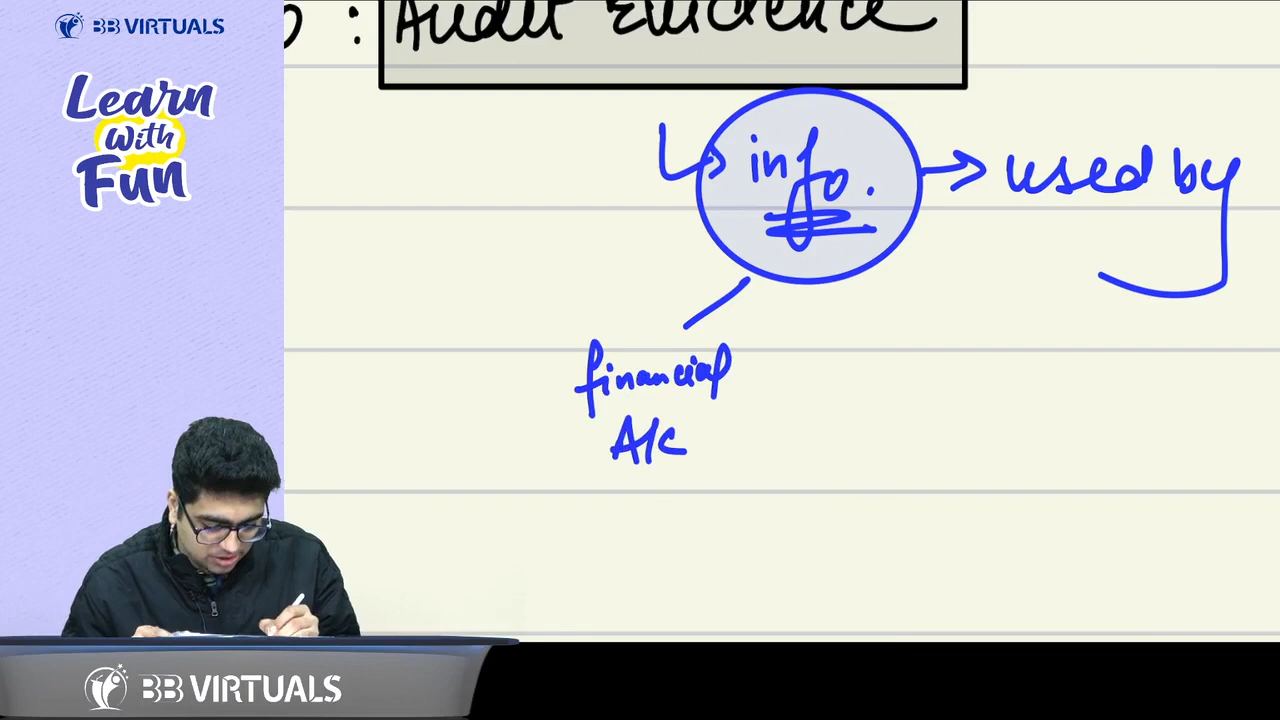 BB VIRTUALS
Learn
with
Fun
: Audit Evidence
info. → used by
financial
A/c
BB VIRTUALS